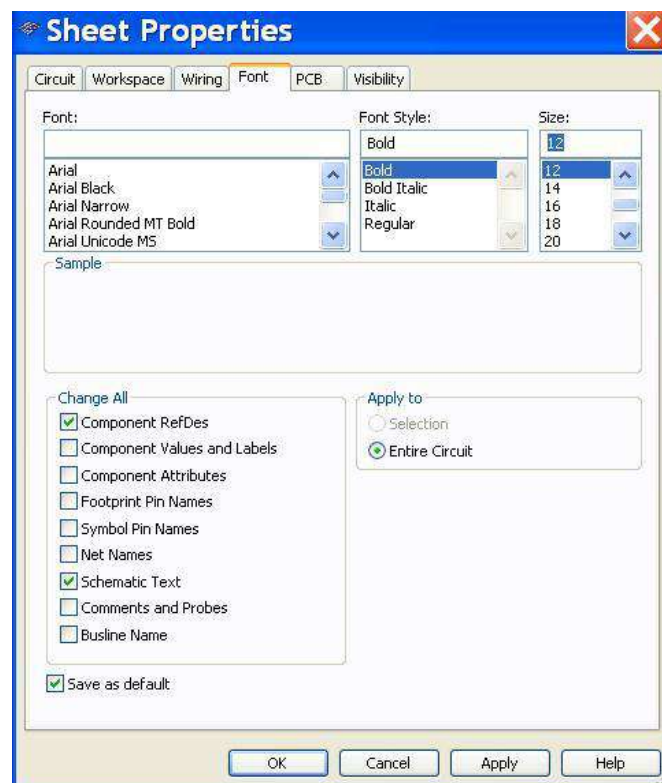 Sheet Properties
Circuit Workspace Wiring Font PCB Visibility
Font: Font Style: Size:
Bold 12
Arial Bold 12
Arial Black Bold Italic 14
Arial Narrow Italic 16
Arial Rounded MT Bold Regular 18
Arial Unicode MS 20
Sample
Change All Apply to
Component RefDes Selection
Component Values and Labels Entire Circuit
Component Attributes
Footprint Pin Names
Symbol Pin Names
Net Names
Schematic Text
Comments and Probes
Busline Name
Save as default
OK Cancel Apply Help